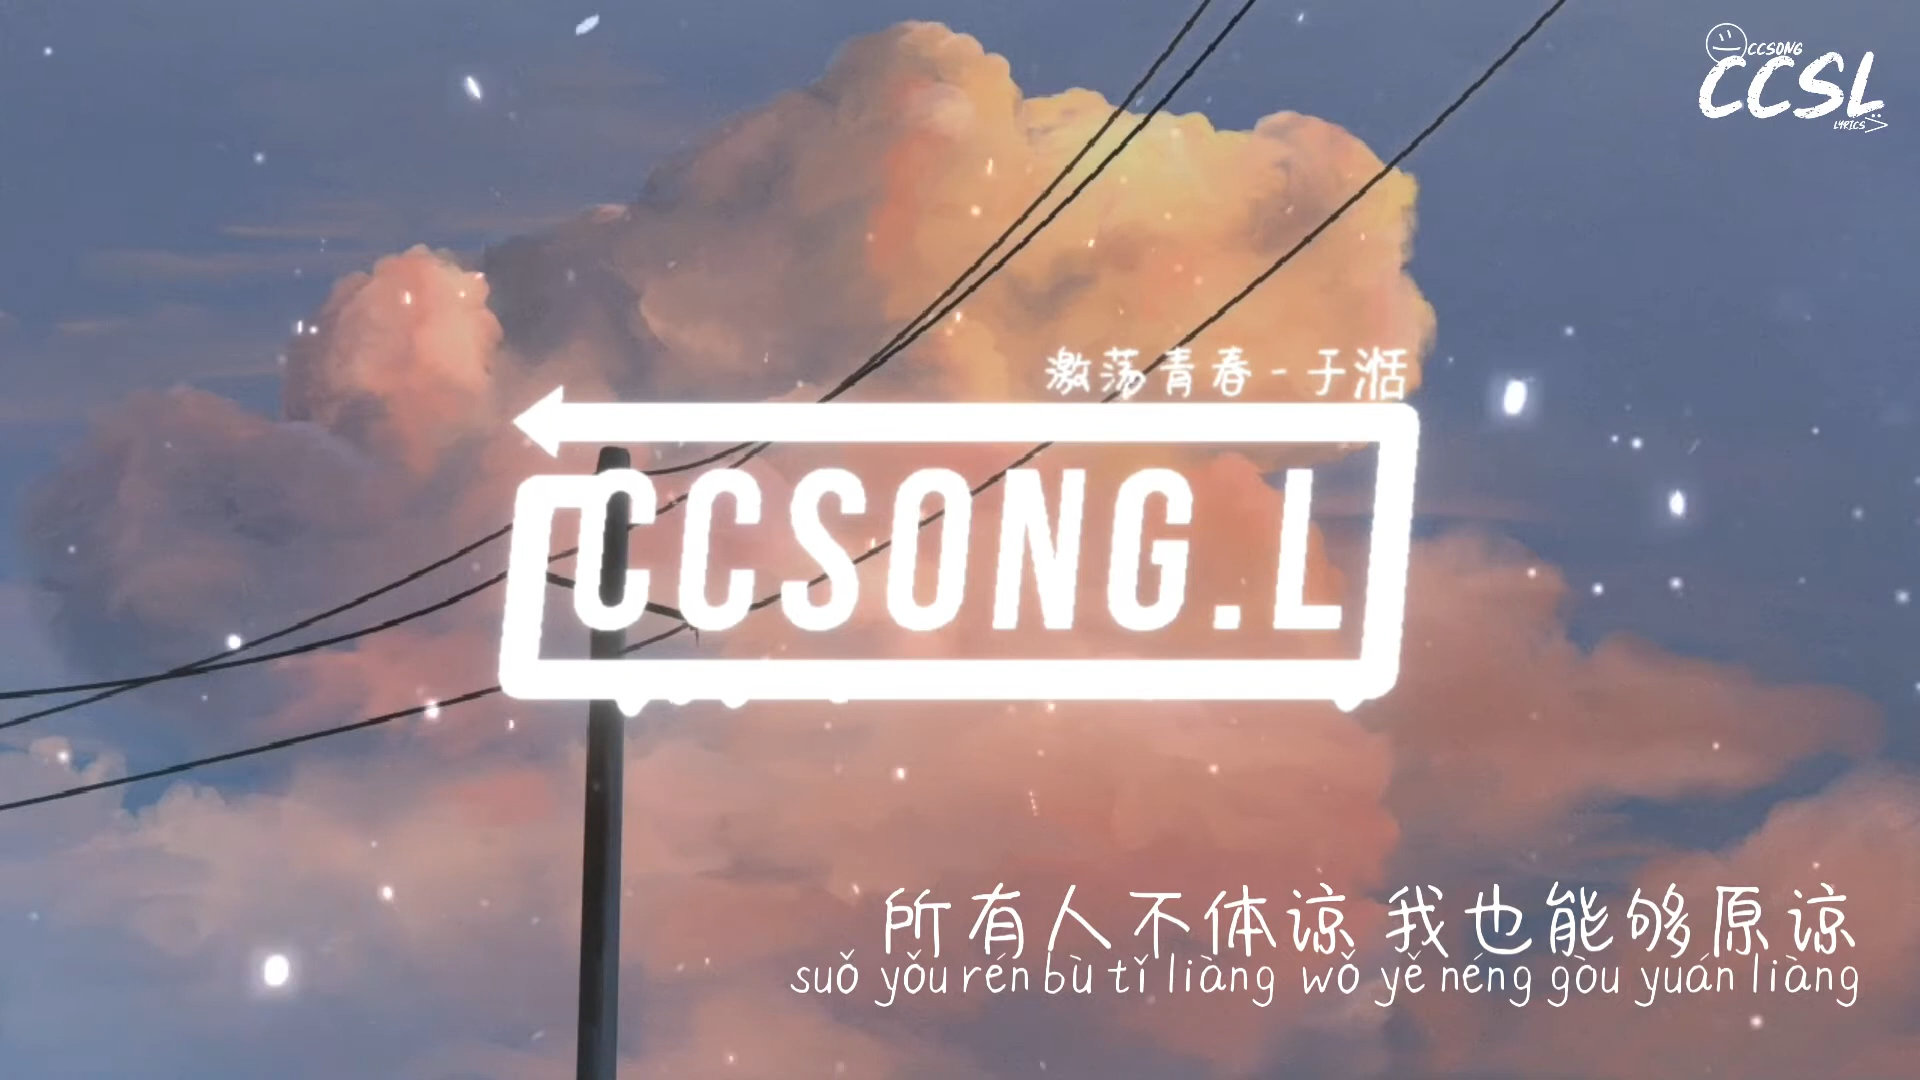 CCSONG
CCSL
LYRICS
激荡青春 - 于湉
CCSONG.L
所有人不体谅 我也能够原谅
suǒ yǒu rén bù tǐ liàng wǒ yě néng gòu yuán liàng